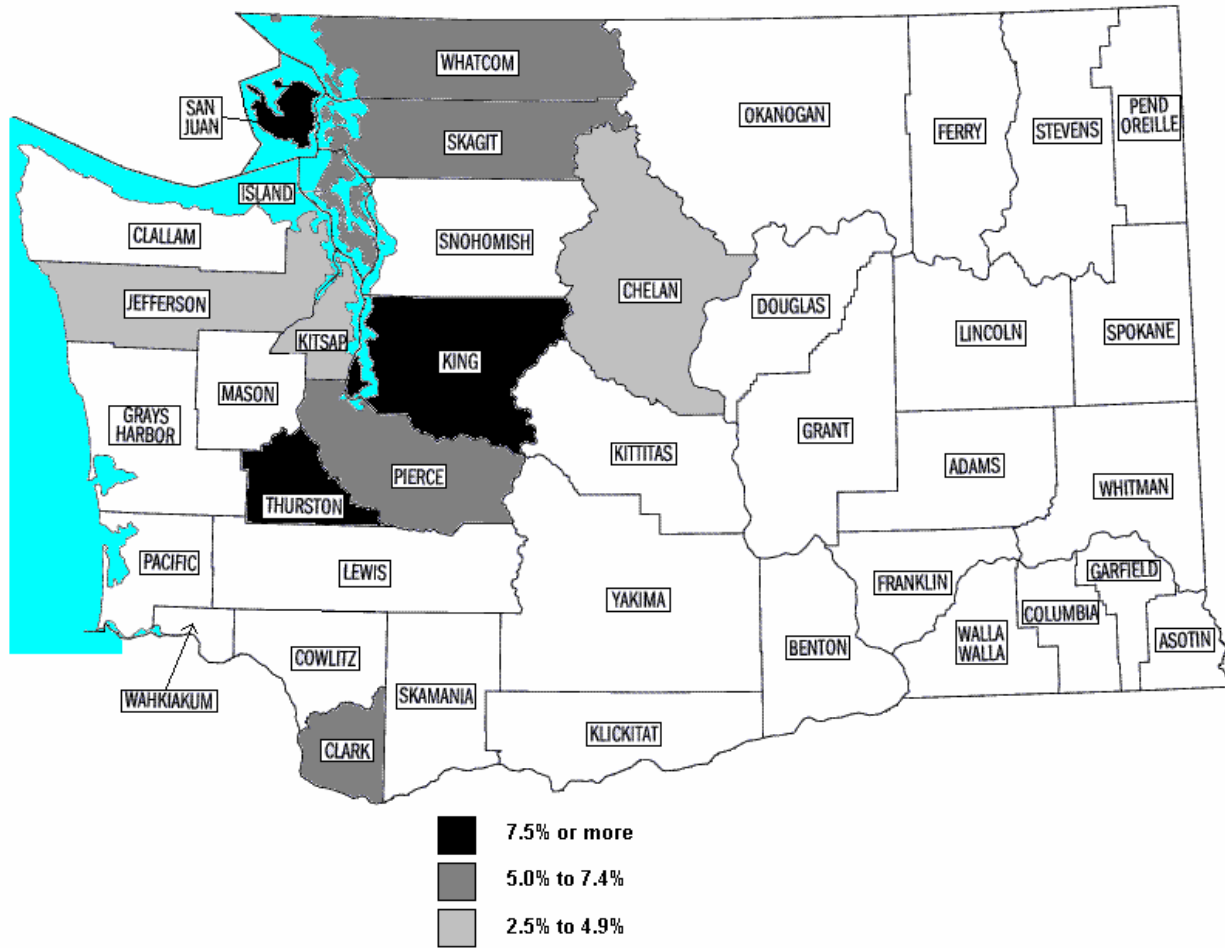 WHATCOM
SAN
JUAN
OKANOGAN
FERRY
STEVENS
PEND
OREILLE
SKAGIT
ISLAND
CLALLAM
SNOHOMISH
JEFFERSON
CHELAN
DOUGLAS
LINCOLN
SPOKANE
KITSAP
KING
MASON
GRAYS
HARBOR
GRANT
KITTITAS
ADAMS
PIERCE
WHITMAN
THURSTON
PACIFIC
LEWIS
GARFIELD
FRANKLIN
YAKIMA
COLUMBIA
WALLA
WALLA
ASOTIN
BENTON
COWLITZ
SKAMANIA
WAHKIAKUM
KLICKITAT
CLARK
7.5% or more
5.0% to 7.4%
2.5% to 4.9%